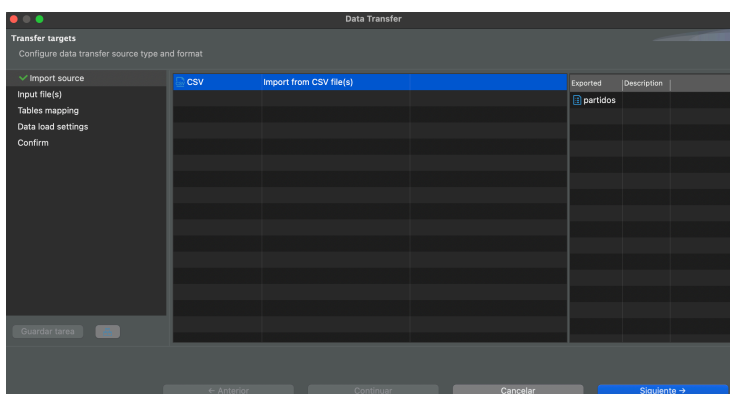 Data Transfer
Transfer targets
Configure data transfer source type and format
Import source
Input file(s)
Tables mapping
Data load settings
Confirm
CSV Import from CSV file(s)
Exported Description
partidos
Guardar tarea
← Anterior Continuar Cancelar Siguiente →